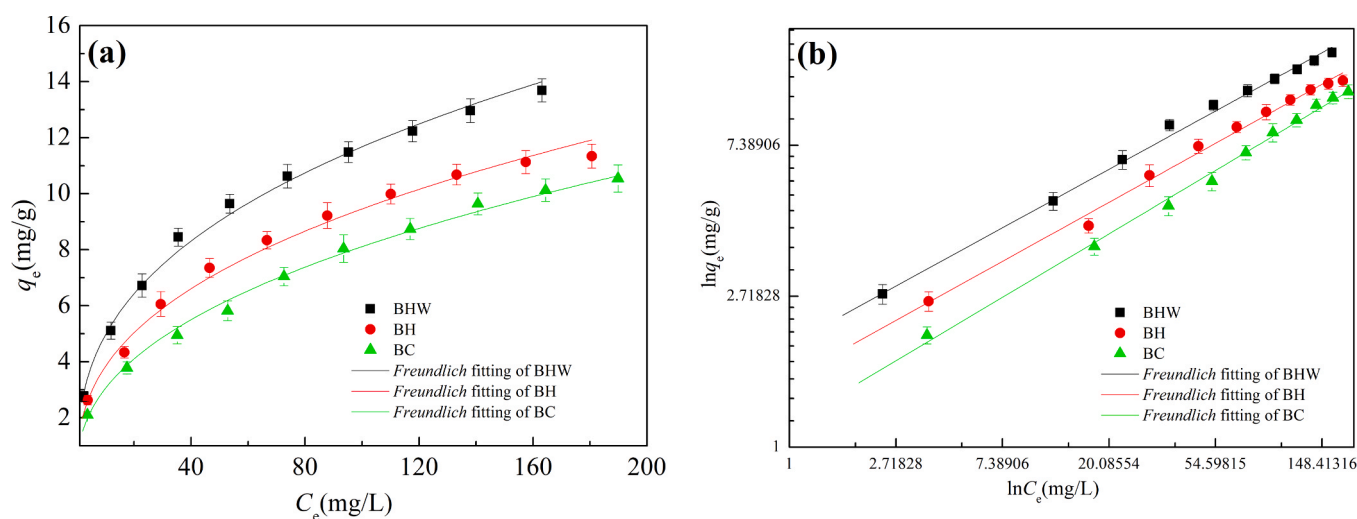 (a)
16
14
12
10
8
6
4
2
40
80
120
160
200
qe(mg/g)
Ce(mg/L)
BHW
BH
BC
Freundlich fitting of BHW
Freundlich fitting of BH
Freundlich fitting of BC
(b)
7.38906
2.71828
1
1
2.71828
7.38906
20.08554
54.59815
148.41316
lnqe(mg/g)
lnCe(mg/L)
BHW
BH
BC
Freundlich fitting of BHW
Freundlich fitting of BH
Freundlich fitting of BC